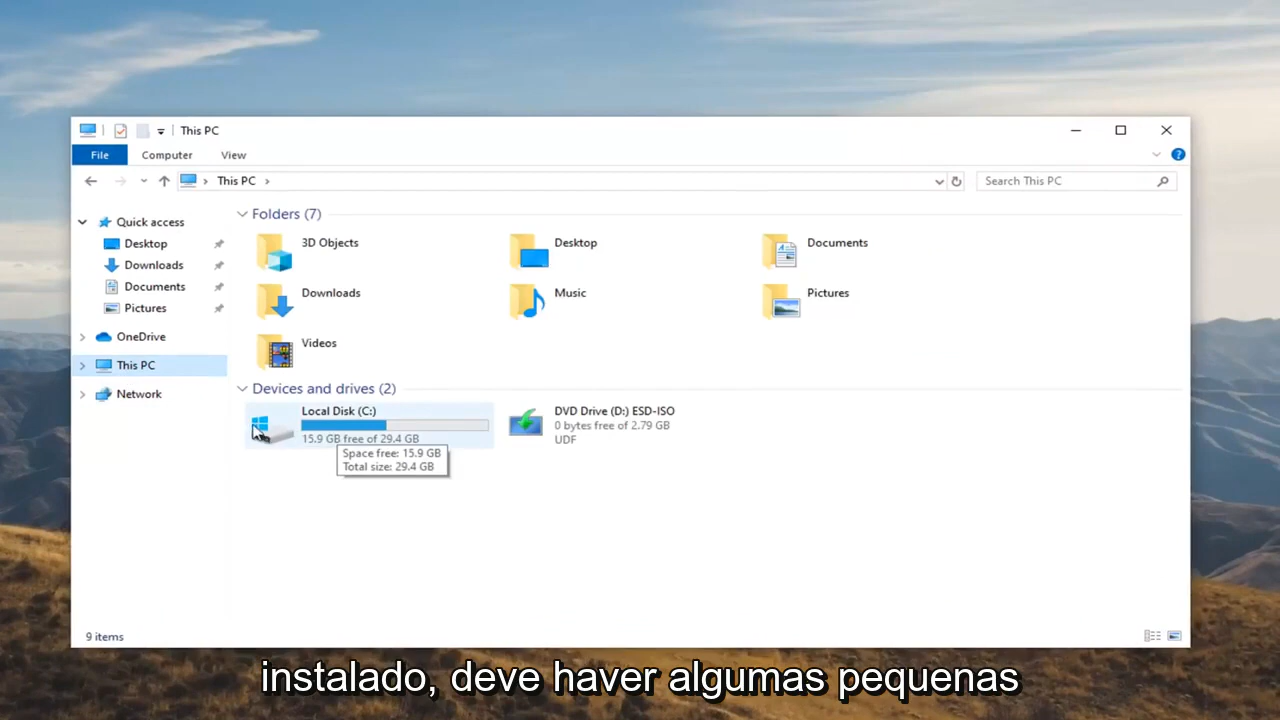 This PC
File
Computer
View
This PC
Search This PC
Quick access
Desktop
Downloads
Documents
Pictures
OneDrive
This PC
Network
Folders (7)
3D Objects
Desktop
Documents
Downloads
Music
Pictures
Videos
Devices and drives (2)
Local Disk (C:)
15.9 GB free of 29.4 GB
Space free: 15.9 GB
Total size: 29.4 GB
DVD Drive (D:) ESD-ISO
0 bytes free of 2.79 GB
UDF
9 items
instalado, deve haver algumas pequenas